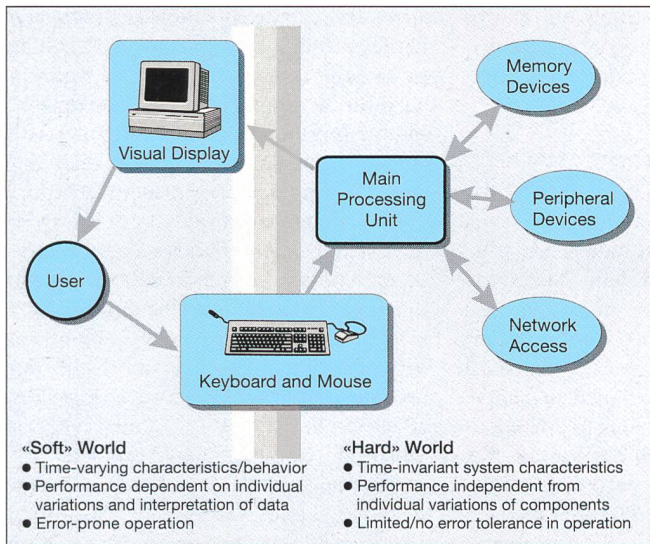 Visual Display
Memory
Devices
Main
Processing
Unit
Peripheral
Devices
User
Keyboard and Mouse
Network
Access
«Soft» World
● Time-varying characteristics/behavior
● Performance dependent on individual
variations and interpretation of data
● Error-prone operation
«Hard» World
● Time-invariant system characteristics
● Performance independent from
individual variations of components
● Limited/no error tolerance in operation